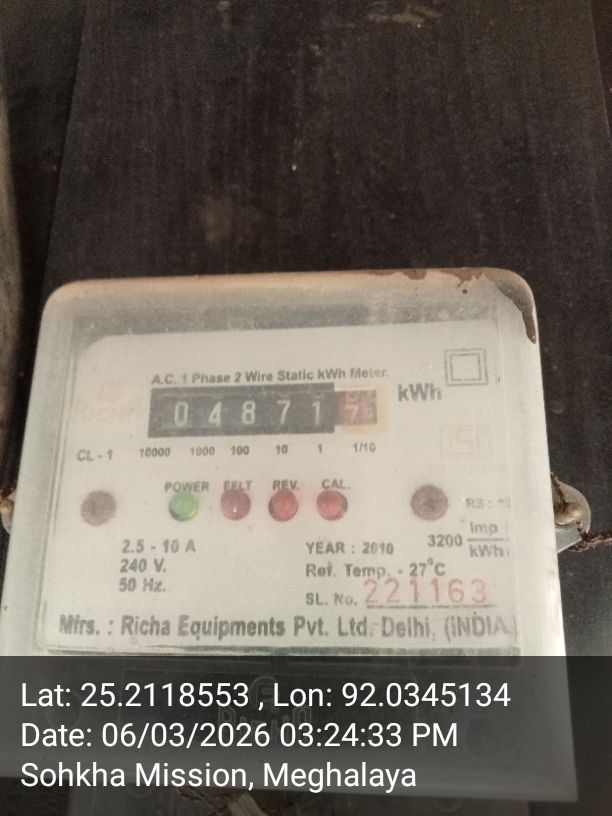 A.C. 1 Phase 2 Wire Static kWh Meter.
0 4 8 7 1 7 kWh
CL - 1 10000 1000 100 10 1 1/10
POWER EELT REV. CAL.
2.5 - 10 A
240 V.
50 Hz.
YEAR : 2010
Ref. Temp. - 27°C
3200 Imp
kWh
SL. No. 221163
Mfrs. : Richa Equipments Pvt. Ltd. Delhi, (INDIA)
Lat: 25.2118553 , Lon: 92.0345134
Date: 06/03/2026 03:24:33 PM
Sohkha Mission, Meghalaya